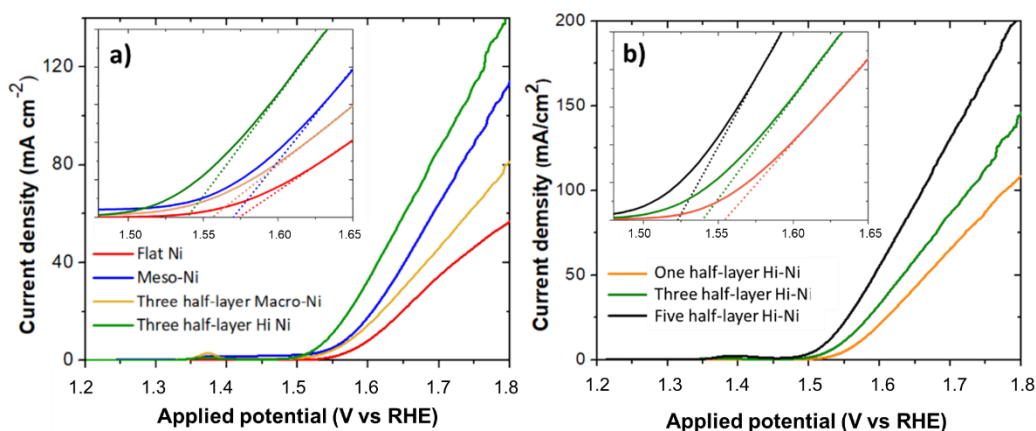 a)
1.50 1.55 1.60 1.65
Flat Ni
Meso-Ni
Three half-layer Macro-Ni
Three half-layer Hi Ni
Current density (mA cm-2)
120
80
40
0
1.2 1.3 1.4 1.5 1.6 1.7 1.8
Applied potential (V vs RHE)
b)
1.50 1.55 1.60 1.65
One half-layer Hi-Ni
Three half-layer Hi-Ni
Five half-layer Hi-Ni
Current demsity (mA/cm²)
200
150
100
50
0
1.2 1.3 1.4 1.5 1.6 1.7 1.8
Applied potential (V vs RHE)